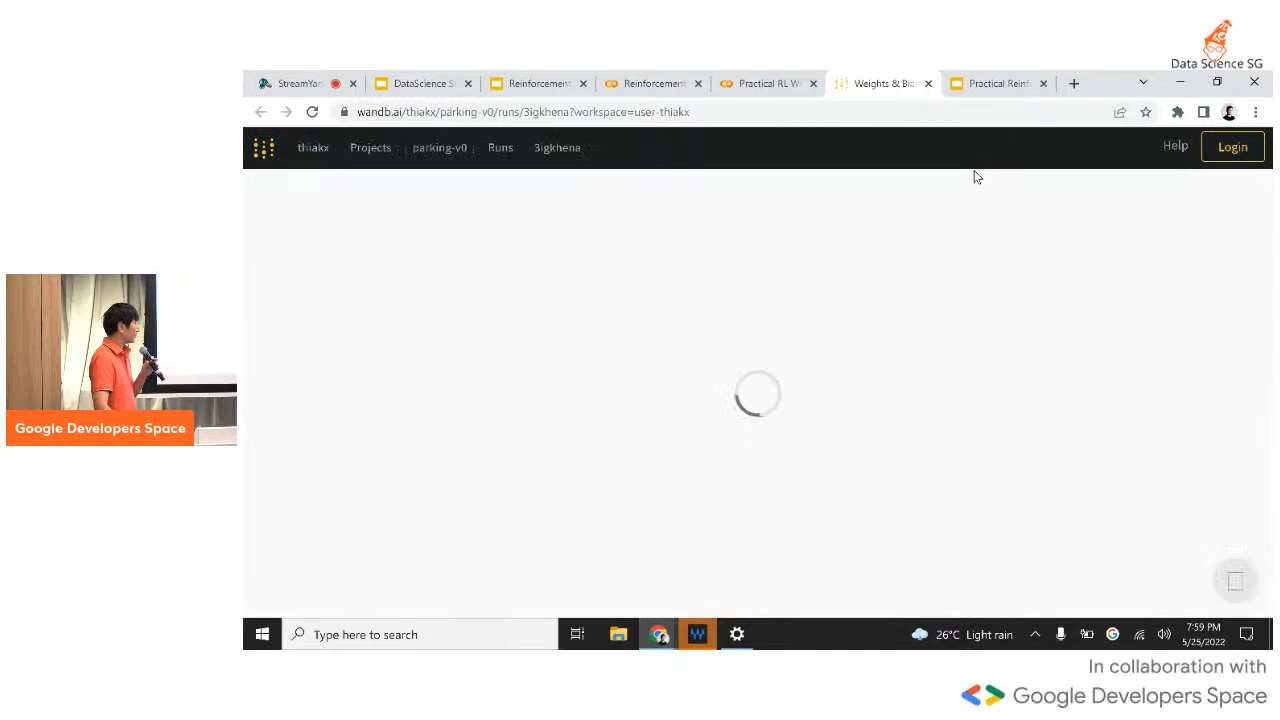 Data Science SG
StreamYar
DataScience S
Reinforcement
Reinforcement
Practical RL W
Weights & Bia
Practical Reinf
wandb.ai/thiakx/parking-v0/runs/3igkhena?workspace=user-thiakx
thiakx Projects parking-v0 Runs 3igkhena Help Login
Google Developers Space
Type here to search
26°C Light rain
7:59 PM
5/25/2022
In collaboration with
Google Developers Space